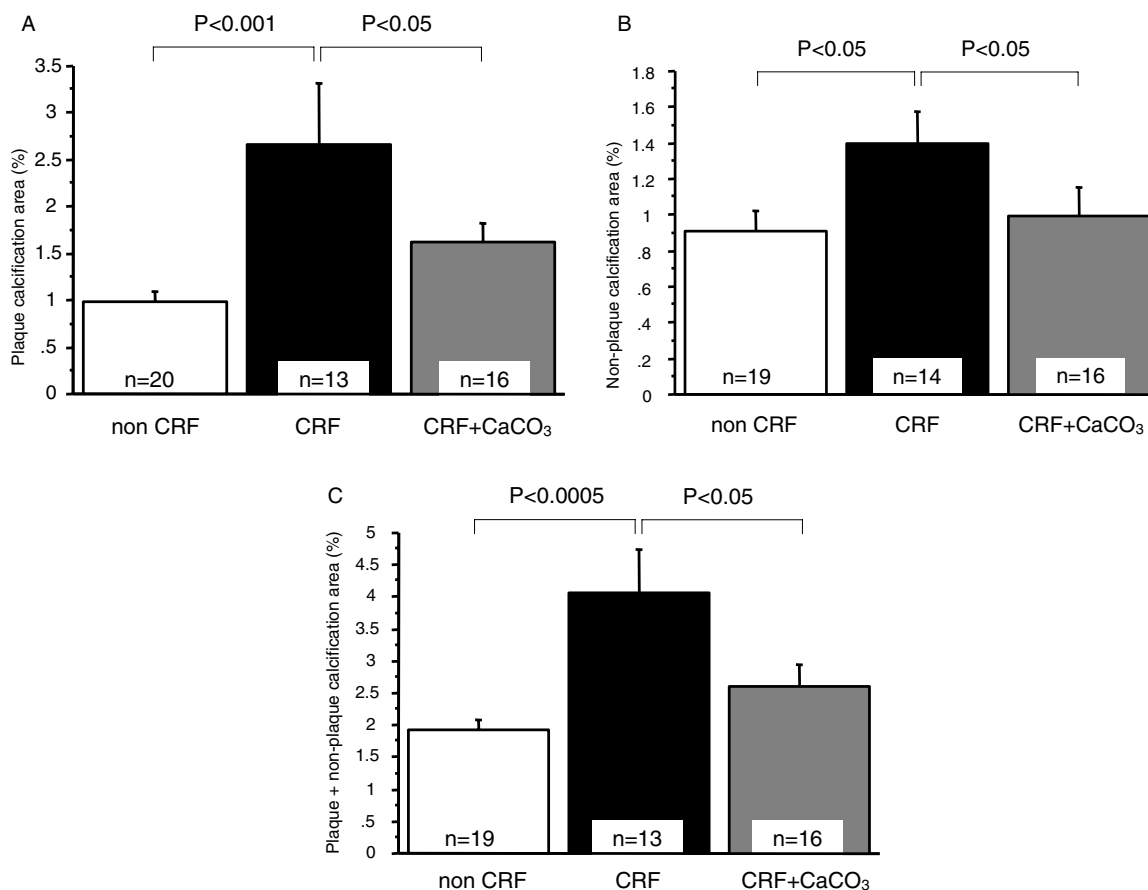 A
P<0.001 P<0.05
Plaque calcification area (%)
3.5
3
2.5
2
1.5
1
.5
0
n=20 n=13 n=16
non CRF CRF CRF+CaCO₃
B
P<0.05 P<0.05
Non-plaque calcification area (%)
1.8
1.6
1.4
1.2
1
.8
.6
.4
.2
0
n=19 n=14 n=16
non CRF CRF CRF+CaCO₃
C
P<0.0005 P<0.05
Plaque + non-plaque calcification area (%)
5
4.5
4
3.5
3
2.5
2
1.5
1
.5
0
n=19 n=13 n=16
non CRF CRF CRF+CaCO₃